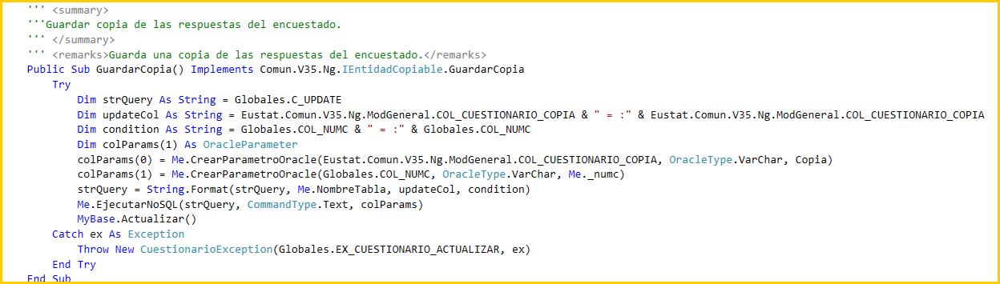 ''' <summary>
'''Guardar copia de las respuestas del encuestado.
''' </summary>
''' <remarks>Guarda una copia de las respuestas del encuestado.</remarks>
Public Sub GuardarCopia() Implements Comun.V35.Ng.IEntidadCopiable.GuardarCopia
Try
Dim strQuery As String = Globales.C_UPDATE
Dim updateCol As String = Eustat.Comun.V35.Ng.ModGeneral.COL_CUESTIONARIO_COPIA & " = :" & Eustat.Comun.V35.Ng.ModGeneral.COL_CUESTIONARIO_COPIA
Dim condition As String = Globales.COL_NUMC & " = :" & Globales.COL_NUMC
Dim colParams(1) As OracleParameter
colParams(0) = Me.CrearParametroOracle(Eustat.Comun.V35.Ng.ModGeneral.COL_CUESTIONARIO_COPIA, OracleType.VarChar, Copia)
colParams(1) = Me.CrearParametroOracle(Globales.COL_NUMC, OracleType.VarChar, Me._numc)
strQuery = String.Format(strQuery, Me.NombreTabla, updateCol, condition)
Me.EjecutarNoSQL(strQuery, CommandType.Text, colParams)
MyBase.Actualizar()
Catch ex As Exception
Throw New CuestionarioException(Globales.EX_CUESTIONARIO_ACTUALIZAR, ex)
End Try
End Sub